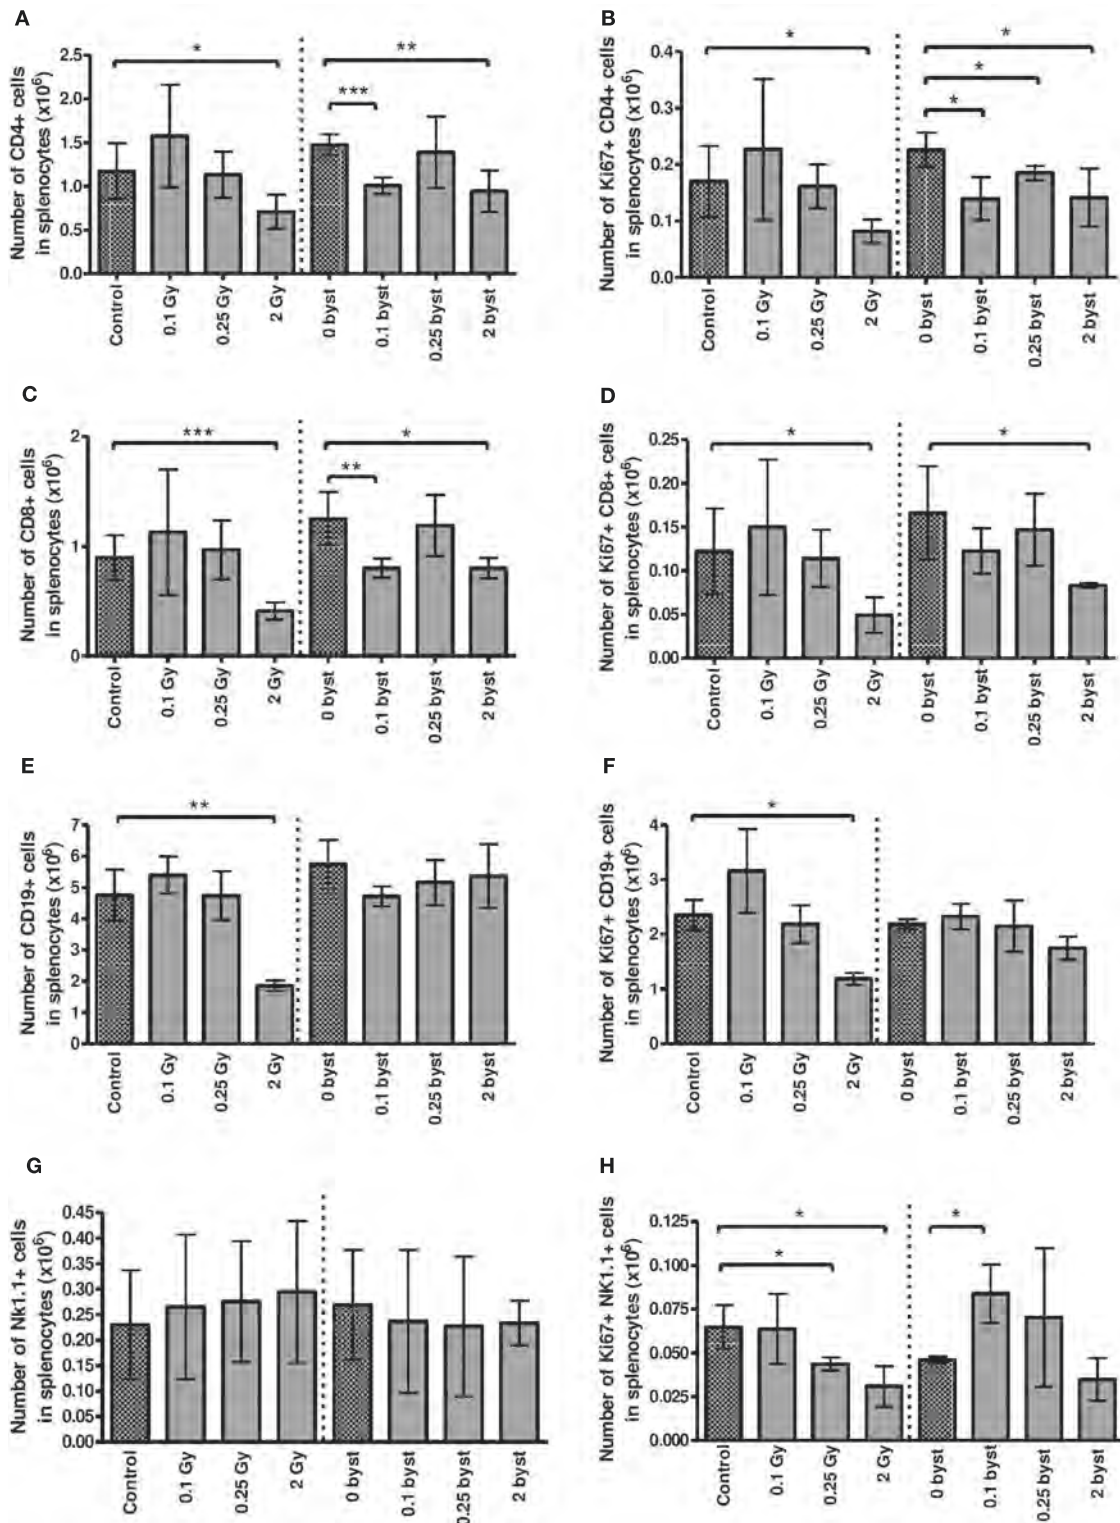 A
Number of CD4+ cells
in splenocytes (x10⁶)
2.5
2.0
1.5
1.0
0.5
0.0
*
**
***
Control
0.1 Gy
0.25 Gy
2 Gy
0 byst
0.1 byst
0.25 byst
2 byst
B
Number of Ki67+ CD4+ cells
in splenocytes (x10⁶)
0.4
0.3
0.2
0.1
0.0
*
*
*
*
Control
0.1 Gy
0.25 Gy
2 Gy
0 byst
0.1 byst
0.25 byst
2 byst
C
Number of CD8+ cells
in splenocytes (x10⁶)
2
1
0
***
*
**
Control
0.1 Gy
0.25 Gy
2 Gy
0 byst
0.1 byst
0.25 byst
2 byst
D
Number of Ki67+ CD8+ cells
in splenocytes (x10⁶)
0.25
0.20
0.15
0.10
0.05
0.00
*
*
Control
0.1 Gy
0.25 Gy
2 Gy
0 byst
0.1 byst
0.25 byst
2 byst
E
Number of CD19+ cells
in splenocytes (x10⁶)
7
6
5
4
3
2
1
0
**
Control
0.1 Gy
0.25 Gy
2 Gy
0 byst
0.1 byst
0.25 byst
2 byst
F
Number of Ki67+ CD19+ cells
in splenocytes (x10⁶)
4
3
2
1
0
*
Control
0.1 Gy
0.25 Gy
2 Gy
0 byst
0.1 byst
0.25 byst
2 byst
G
Number of Nk1.1+ cells
in splenocytes (x10⁶)
0.45
0.40
0.35
0.30
0.25
0.20
0.15
0.10
0.05
0.00
Control
0.1 Gy
0.25 Gy
2 Gy
0 byst
0.1 byst
0.25 byst
2 byst
H
Number of Ki67+ NK1.1+ cells
in splenocytes (x10⁶)
0.125
0.100
0.075
0.050
0.025
0.000
*
*
*
Control
0.1 Gy
0.25 Gy
2 Gy
0 byst
0.1 byst
0.25 byst
2 byst